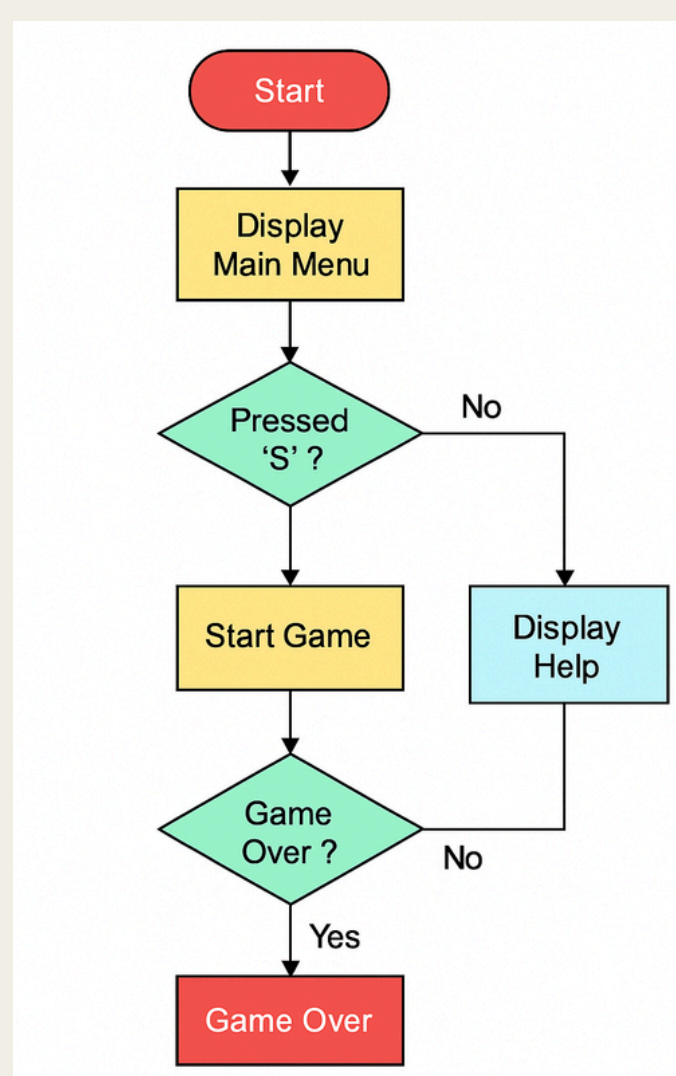 Start
Display
Main Menu
Pressed
‘S’ ?
No
Start Game
Display
Help
Game
Over ?
No
Yes
Game Over